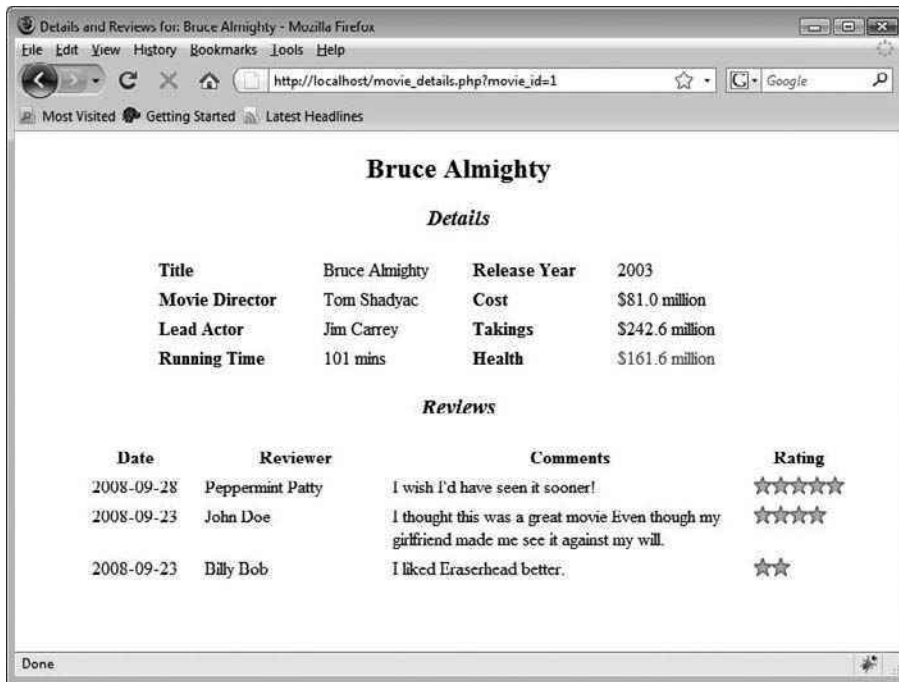 Details and Reviews for: Bruce Almighty - Mozilla Firefox
File Edit View History Bookmarks Tools Help
http://localhost/movie_details.php?movie_id=1
G Google
Most Visited Getting Started Latest Headlines
Bruce Almighty
Details
Title Bruce Almighty Release Year 2003
Movie Director Tom Shadyac Cost $81.0 million
Lead Actor Jim Carrey Takings $242.6 million
Running Time 101 mins Health $161.6 million
Reviews
Date Reviewer Comments Rating
2008-09-28 Peppermint Patty I wish I'd have seen it sooner!
2008-09-23 John Doe I thought this was a great movie Even though my
girlfriend made me see it against my will.
2008-09-23 Billy Bob I liked Eraserhead better.
Done